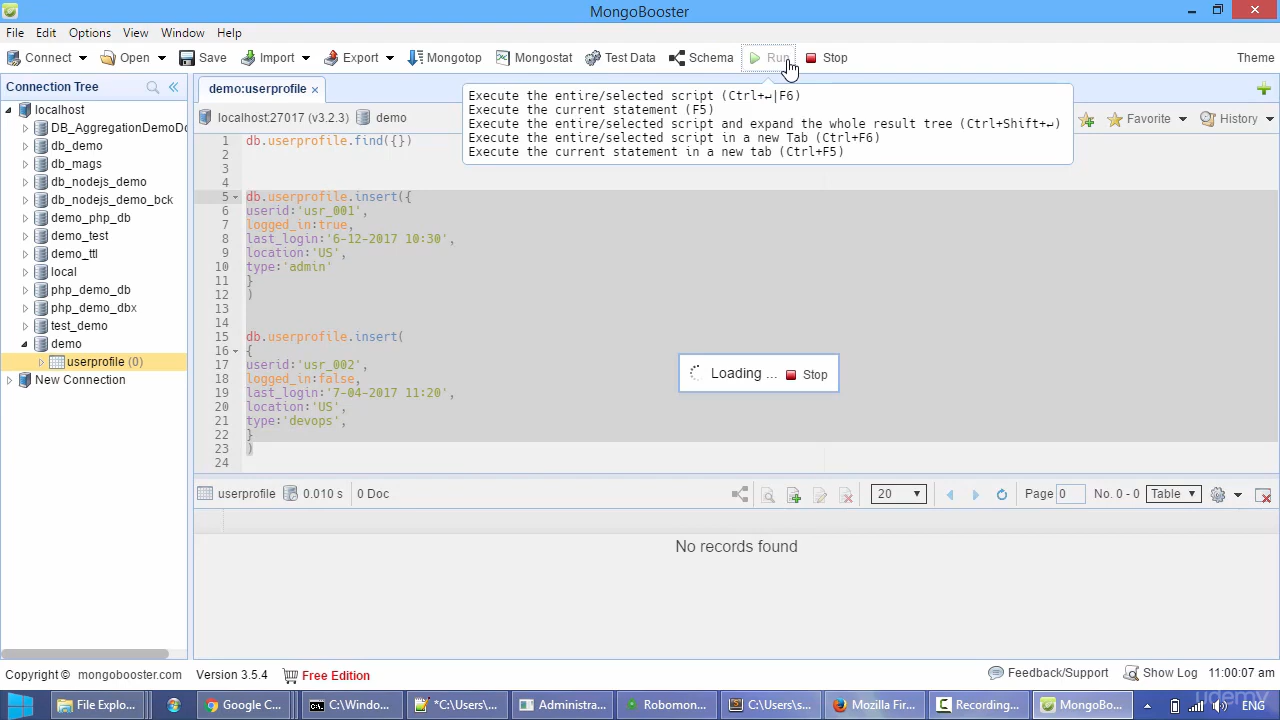 MongoBooster
File Edit Options View Window Help
Connect Open Save Import Export Mongotop Mongostat Test Data Schema Run Stop Theme
Connection Tree
localhost
DB_AggregationDemoDc
db_demo
db_mags
db_nodejs_demo
db_nodejs_demo_bck
demo_php_db
demo_test
demo_ttl
local
php_demo_db
php_demo_dbx
test_demo
demo
userprofile (0)
New Connection
demo:userprofile ×
localhost:27017 (v3.2.3) demo
Favorite History
Execute the entire/selected script (Ctrl+↵|F6)
Execute the current statement (F5)
Execute the entire/selected script and expand the whole result tree (Ctrl+Shift+↵)
Execute the entire/selected script in a new Tab (Ctrl+F6)
Execute the current statement in a new tab (Ctrl+F5)
1 db.userprofile.find({})
2
3
4
5 db.userprofile.insert({
6 userid:'usr_001',
7 logged_in:true,
8 last_login:'6-12-2017 10:30',
9 location:'US',
10 type:'admin'
11 }
12 )
13
14
15 db.userprofile.insert(
16 {
17 userid:'usr_002',
18 logged_in:false,
19 last_login:'7-04-2017 11:20',
20 location:'US',
21 type:'devops',
22 }
23 )
24
Loading ... Stop
userprofile 0.010 s 0 Doc 20 Page 0 No. 0 - 0 Table
No records found
Copyright © mongobooster.com Version 3.5.4 Free Edition Feedback/Support Show Log 11:00:07 am
File Explo... Google C... C:\Windo... *C:\Users\... Administra... Robomon... C:\Users\s... Mozilla Fir... Recording... MongoBo... ENG
udemy